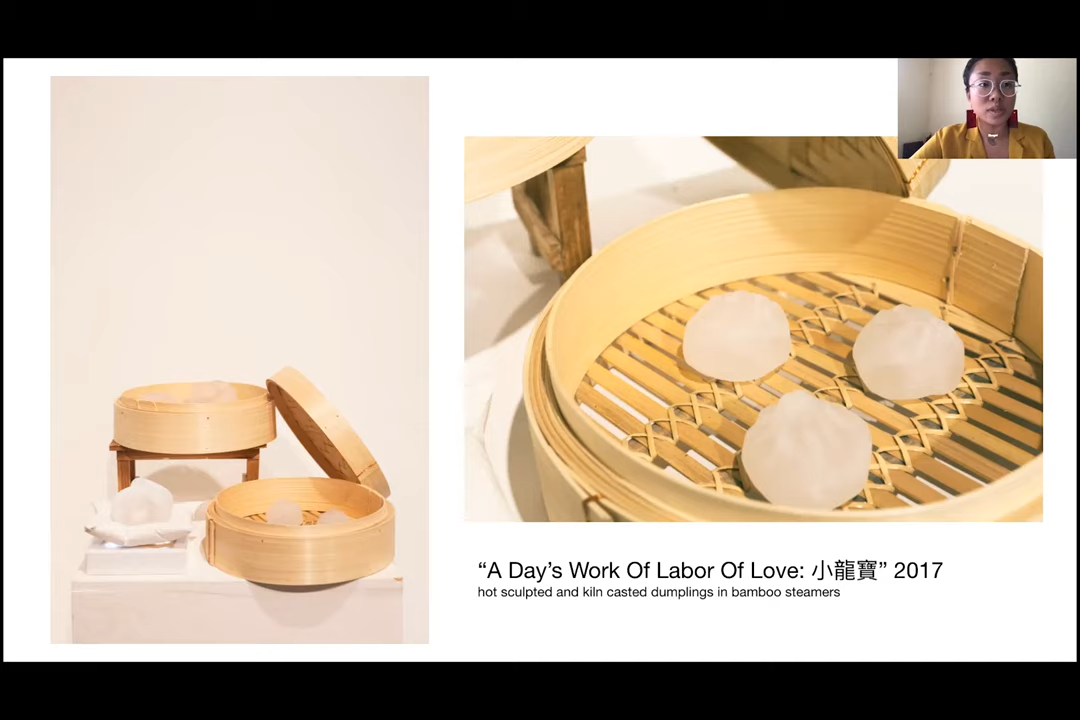 “A Day’s Work Of Labor Of Love: 小龍寶” 2017
hot sculpted and kiln casted dumplings in bamboo steamers